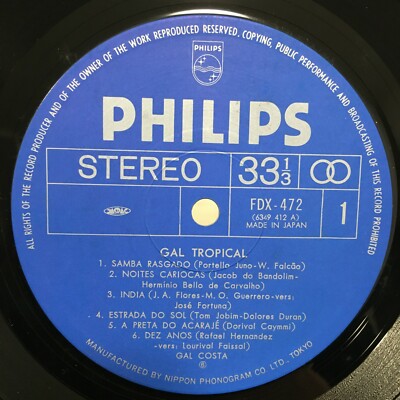 ALL RIGHTS OF THE RECORD PRODUCER AND OF THE OWNER OF THE WORK REPRODUCED RESERVED. COPYING, PUBLIC PERFORMANCE AND BROADCASTING OF THIS RECORD PROHIBITED
PHILIPS
PHILIPS
STEREO 33 1/3
FDX-472
(6349 412 A)
MADE IN JAPAN
1
GAL TROPICAL
1. SAMBA RASGADO (Portello Juno-W. Falcão)
2. NOITES CARIOCAS (Jacob do Bandolim-
Herminio Bello de Carvalho)
3. INDIA (J. A. Flores-M. O. Guerrero-vers:
José Fortuna)
4. ESTRADA DO SOL (Tom Jobim-Dolores Duran)
5. A PRETA DO ACARAJÉ (Dorival Caymmi)
6. DEZ ANOS (Rafael Hernandez
-vers: Lourival Faissal)
GAL COSTA
Ⓟ
MANUFACTURED BY NIPPON PHONOGRAM CO LTD., TOKYO